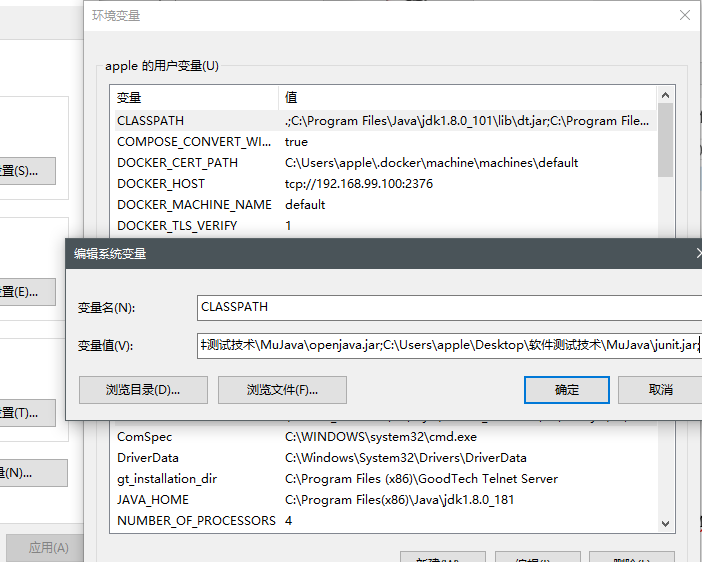 环境变量
apple 的用户变量(U)
变量 值
CLASSPATH .;C:\Program Files\Java\jdk1.8.0_101\lib\dt.jar;C:\Program File...
COMPOSE_CONVERT_WI... true
DOCKER_CERT_PATH C:\Users\apple\.docker\machine\machines\default
置(S)...
DOCKER_HOST tcp://192.168.99.100:2376
DOCKER_MACHINE_NAME default
DOCKER_TLS_VERIFY 1
编辑系统变量
置(E)...
变量名(N): CLASSPATH
变量值(V): 测试技术\MuJava\openjava.jar;C:\Users\apple\Desktop\软件测试技术\MuJava\junit.jar;
浏览目录(D)... 浏览文件(F)... 确定 取消
置(T)...
ComSpec C:\WINDOWS\system32\cmd.exe
DriverData C:\Windows\System32\Drivers\DriverData
量(N)...
gt_installation_dir C:\Program Files (x86)\GoodTech Telnet Server
JAVA_HOME C:\Program Files(x86)\Java\jdk1.8.0_181
NUMBER_OF_PROCESSORS 4
应用(A)